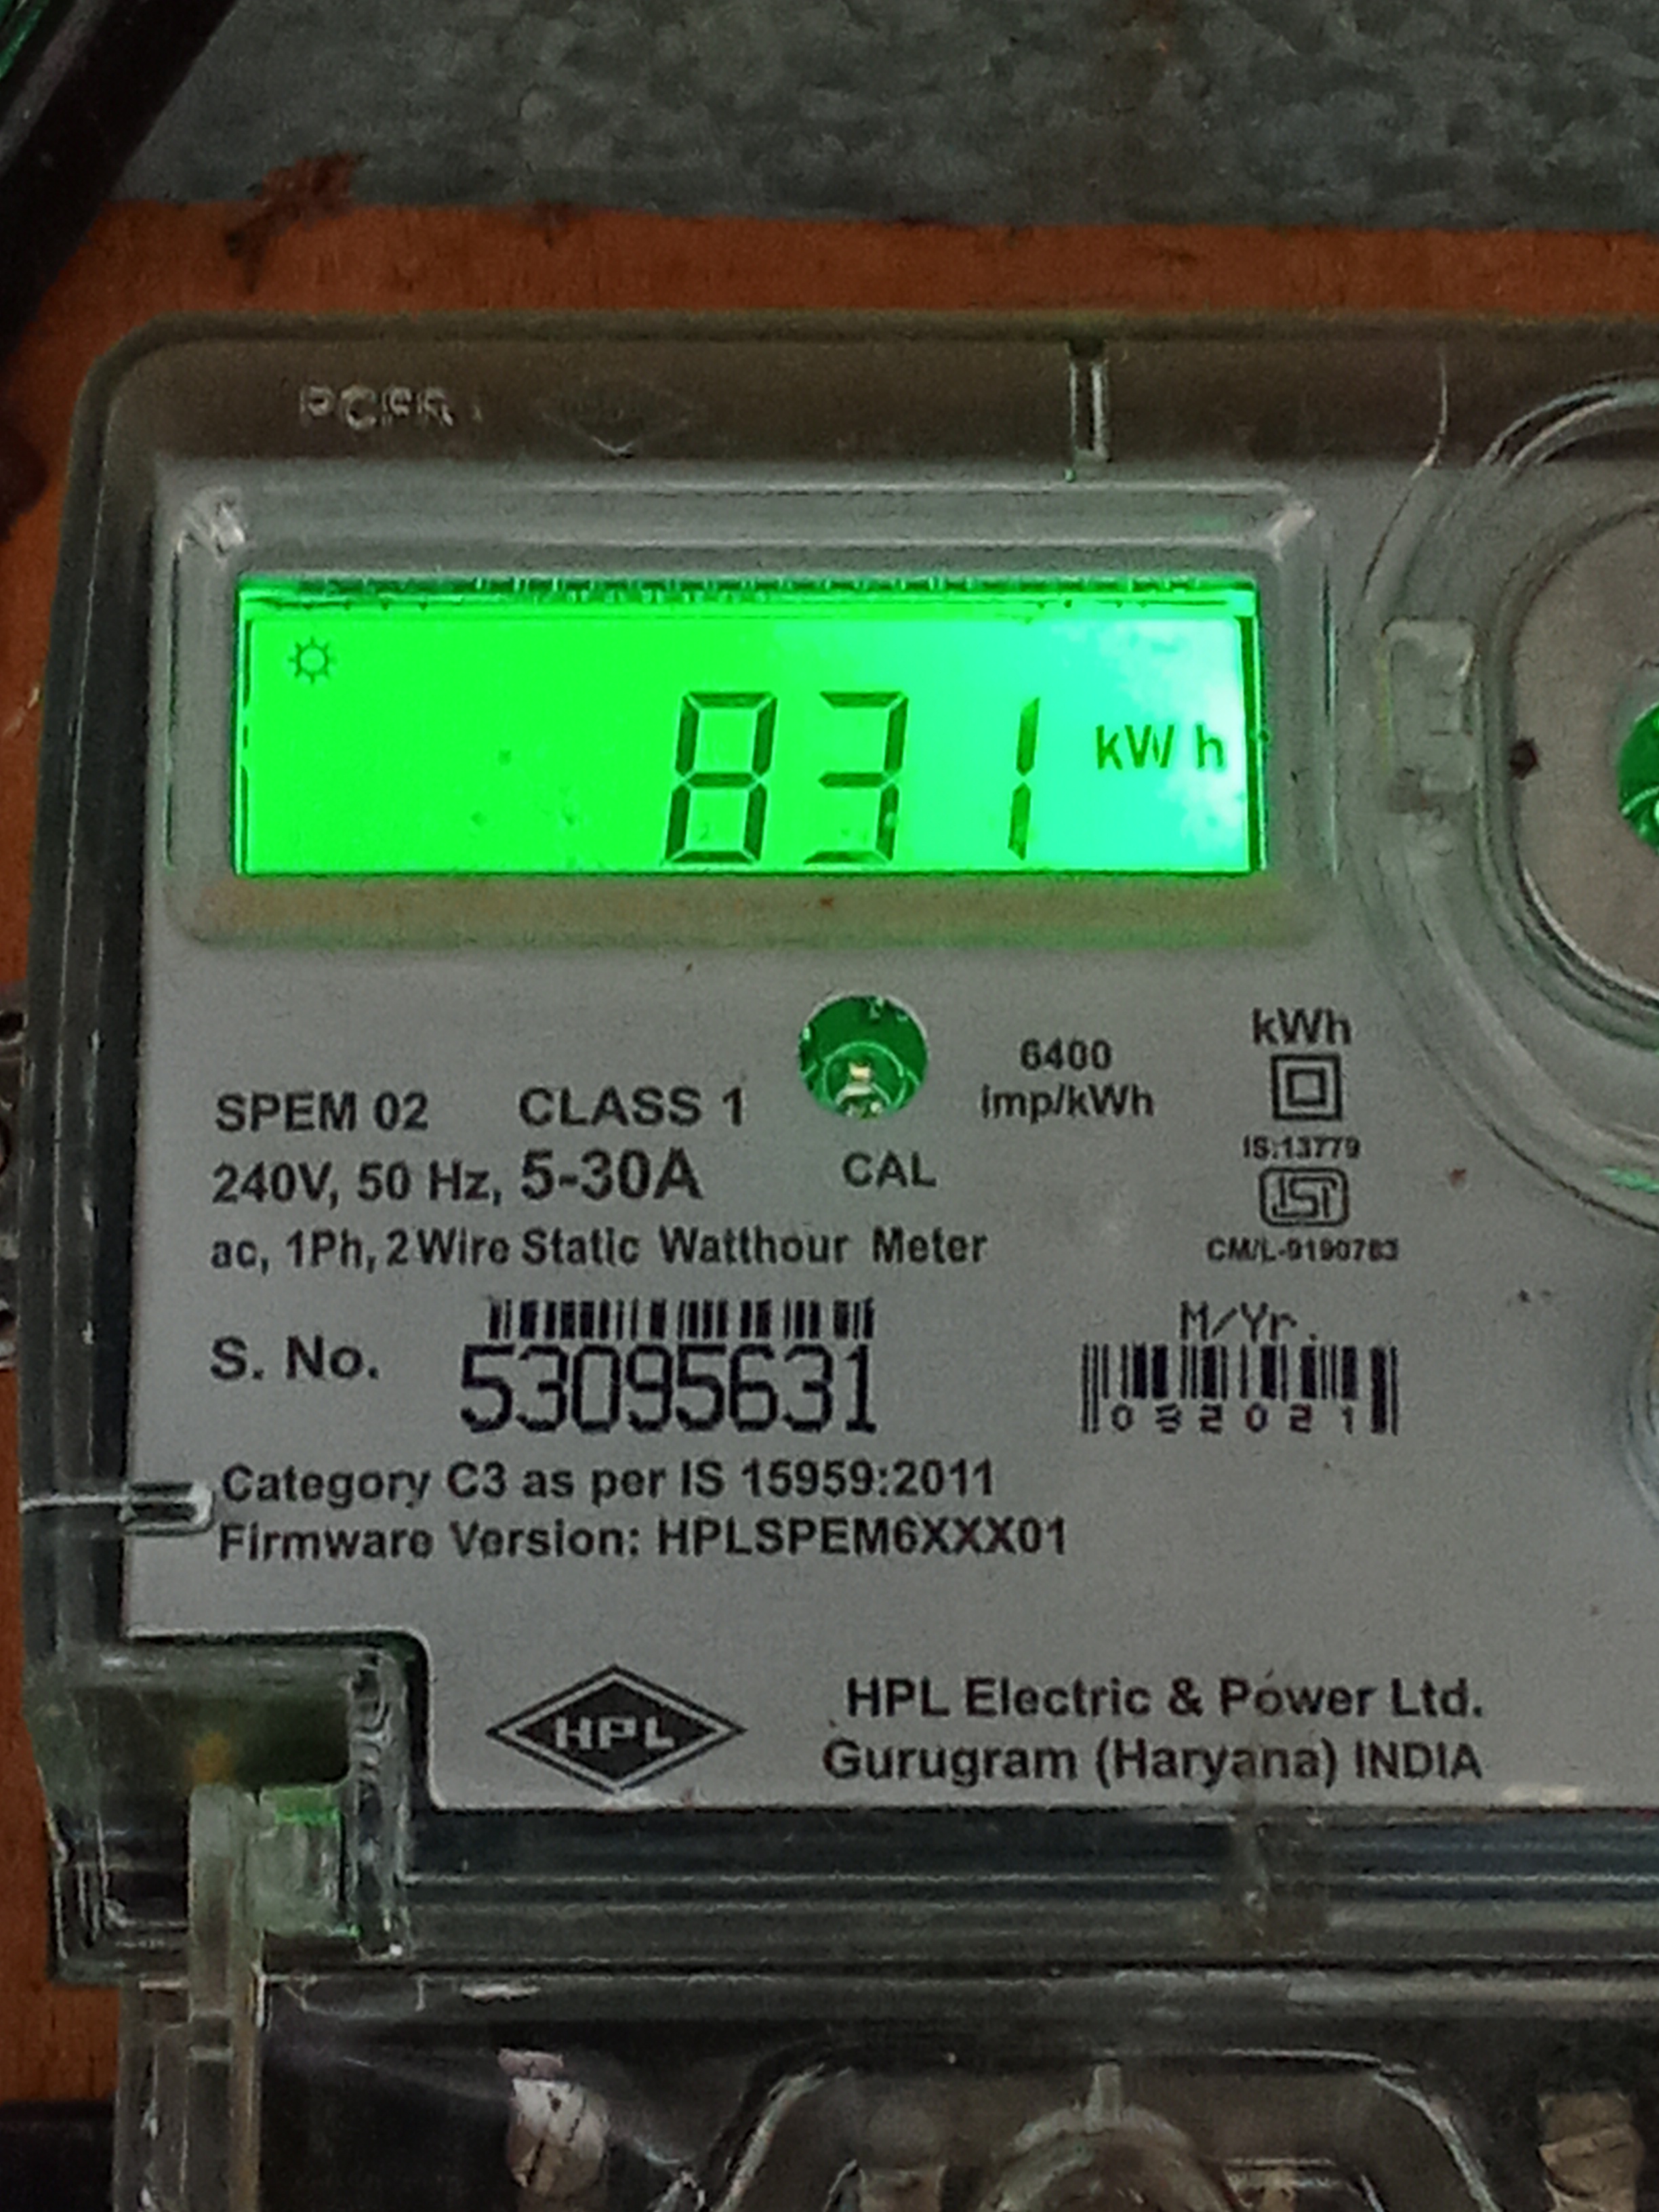 831 kWh
6400
imp/kWh
kWh
SPEM 02 CLASS 1
IS:13779
240V, 50 Hz, 5-30A
CAL
ac, 1Ph, 2 Wire Static Watthour Meter
CM/L-9190783
S. No. 53095631
M/Yr.
032021
Category C3 as per IS 15959:2011
Firmware Version: HPLSPEM6XXX01
HPL
HPL Electric & Power Ltd.
Gurugram (Haryana) INDIA